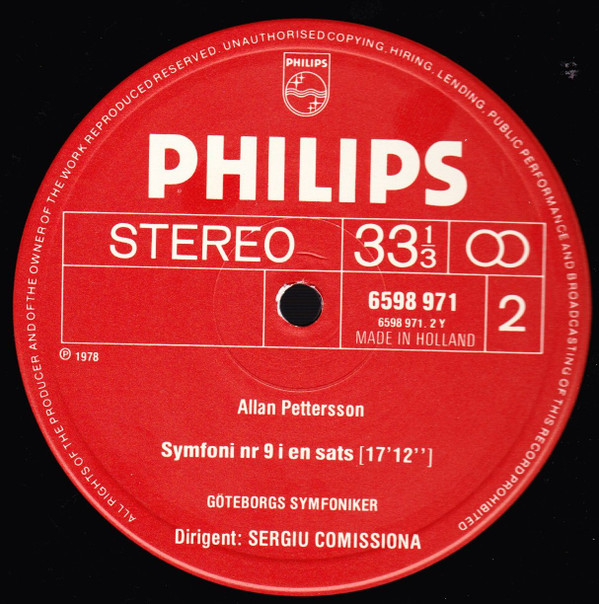 ALL RIGHTS OF THE PRODUCER AND OF THE OWNER OF THE WORK REPRODUCED RESERVED. UNAUTHORISED COPYING, HIRING, LENDING, PUBLIC PERFORMANCE AND BROADCASTING OF THIS RECORD PROHIBITED
PHILIPS
PHILIPS
STEREO
33 1/3
6598 971
6598 971. 2 Y
MADE IN HOLLAND
2
℗ 1978
Allan Pettersson
Symfoni nr 9 i en sats [17'12'']
GÖTEBORGS SYMFONIKER
Dirigent: SERGIU COMISSIONA